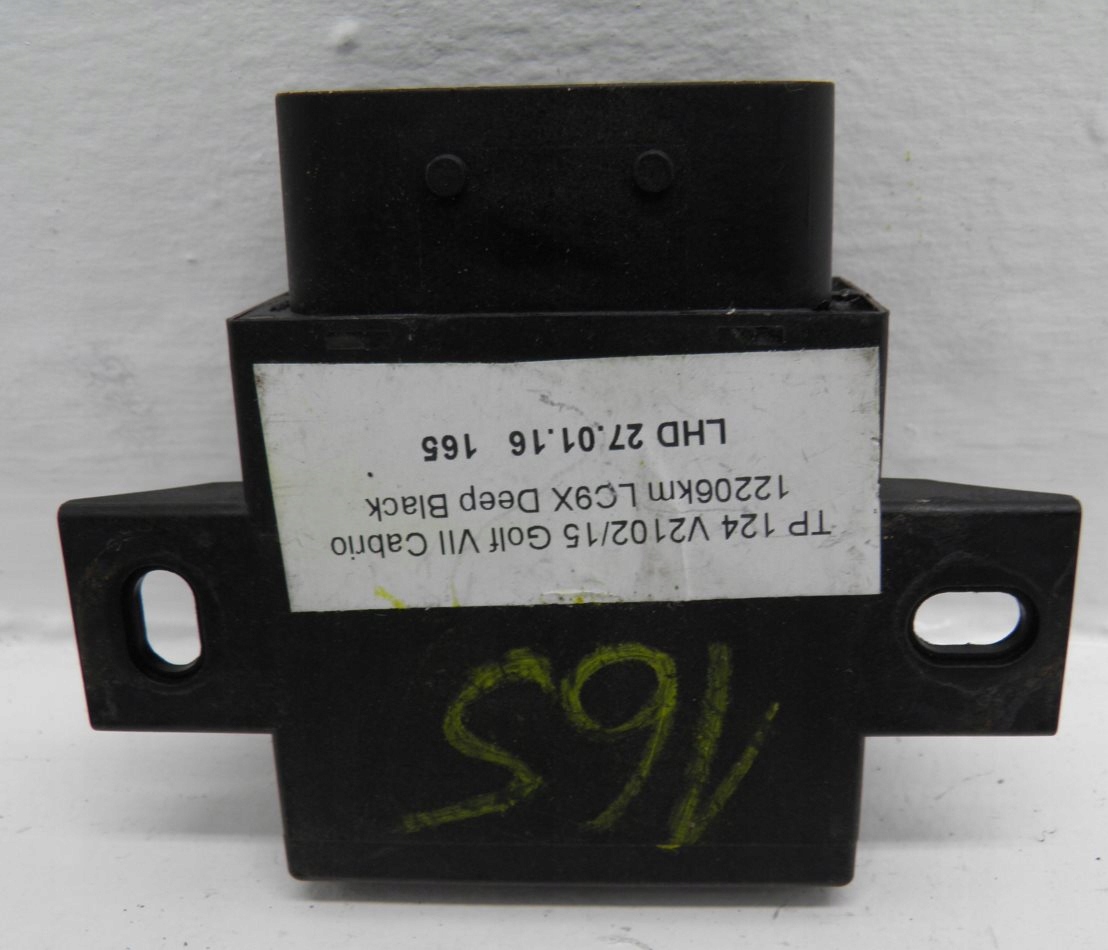 TP 124 V2102/15 Golf VII Cabrio
12206km LC9X Deep Black
LHD 27.01.16 165
165